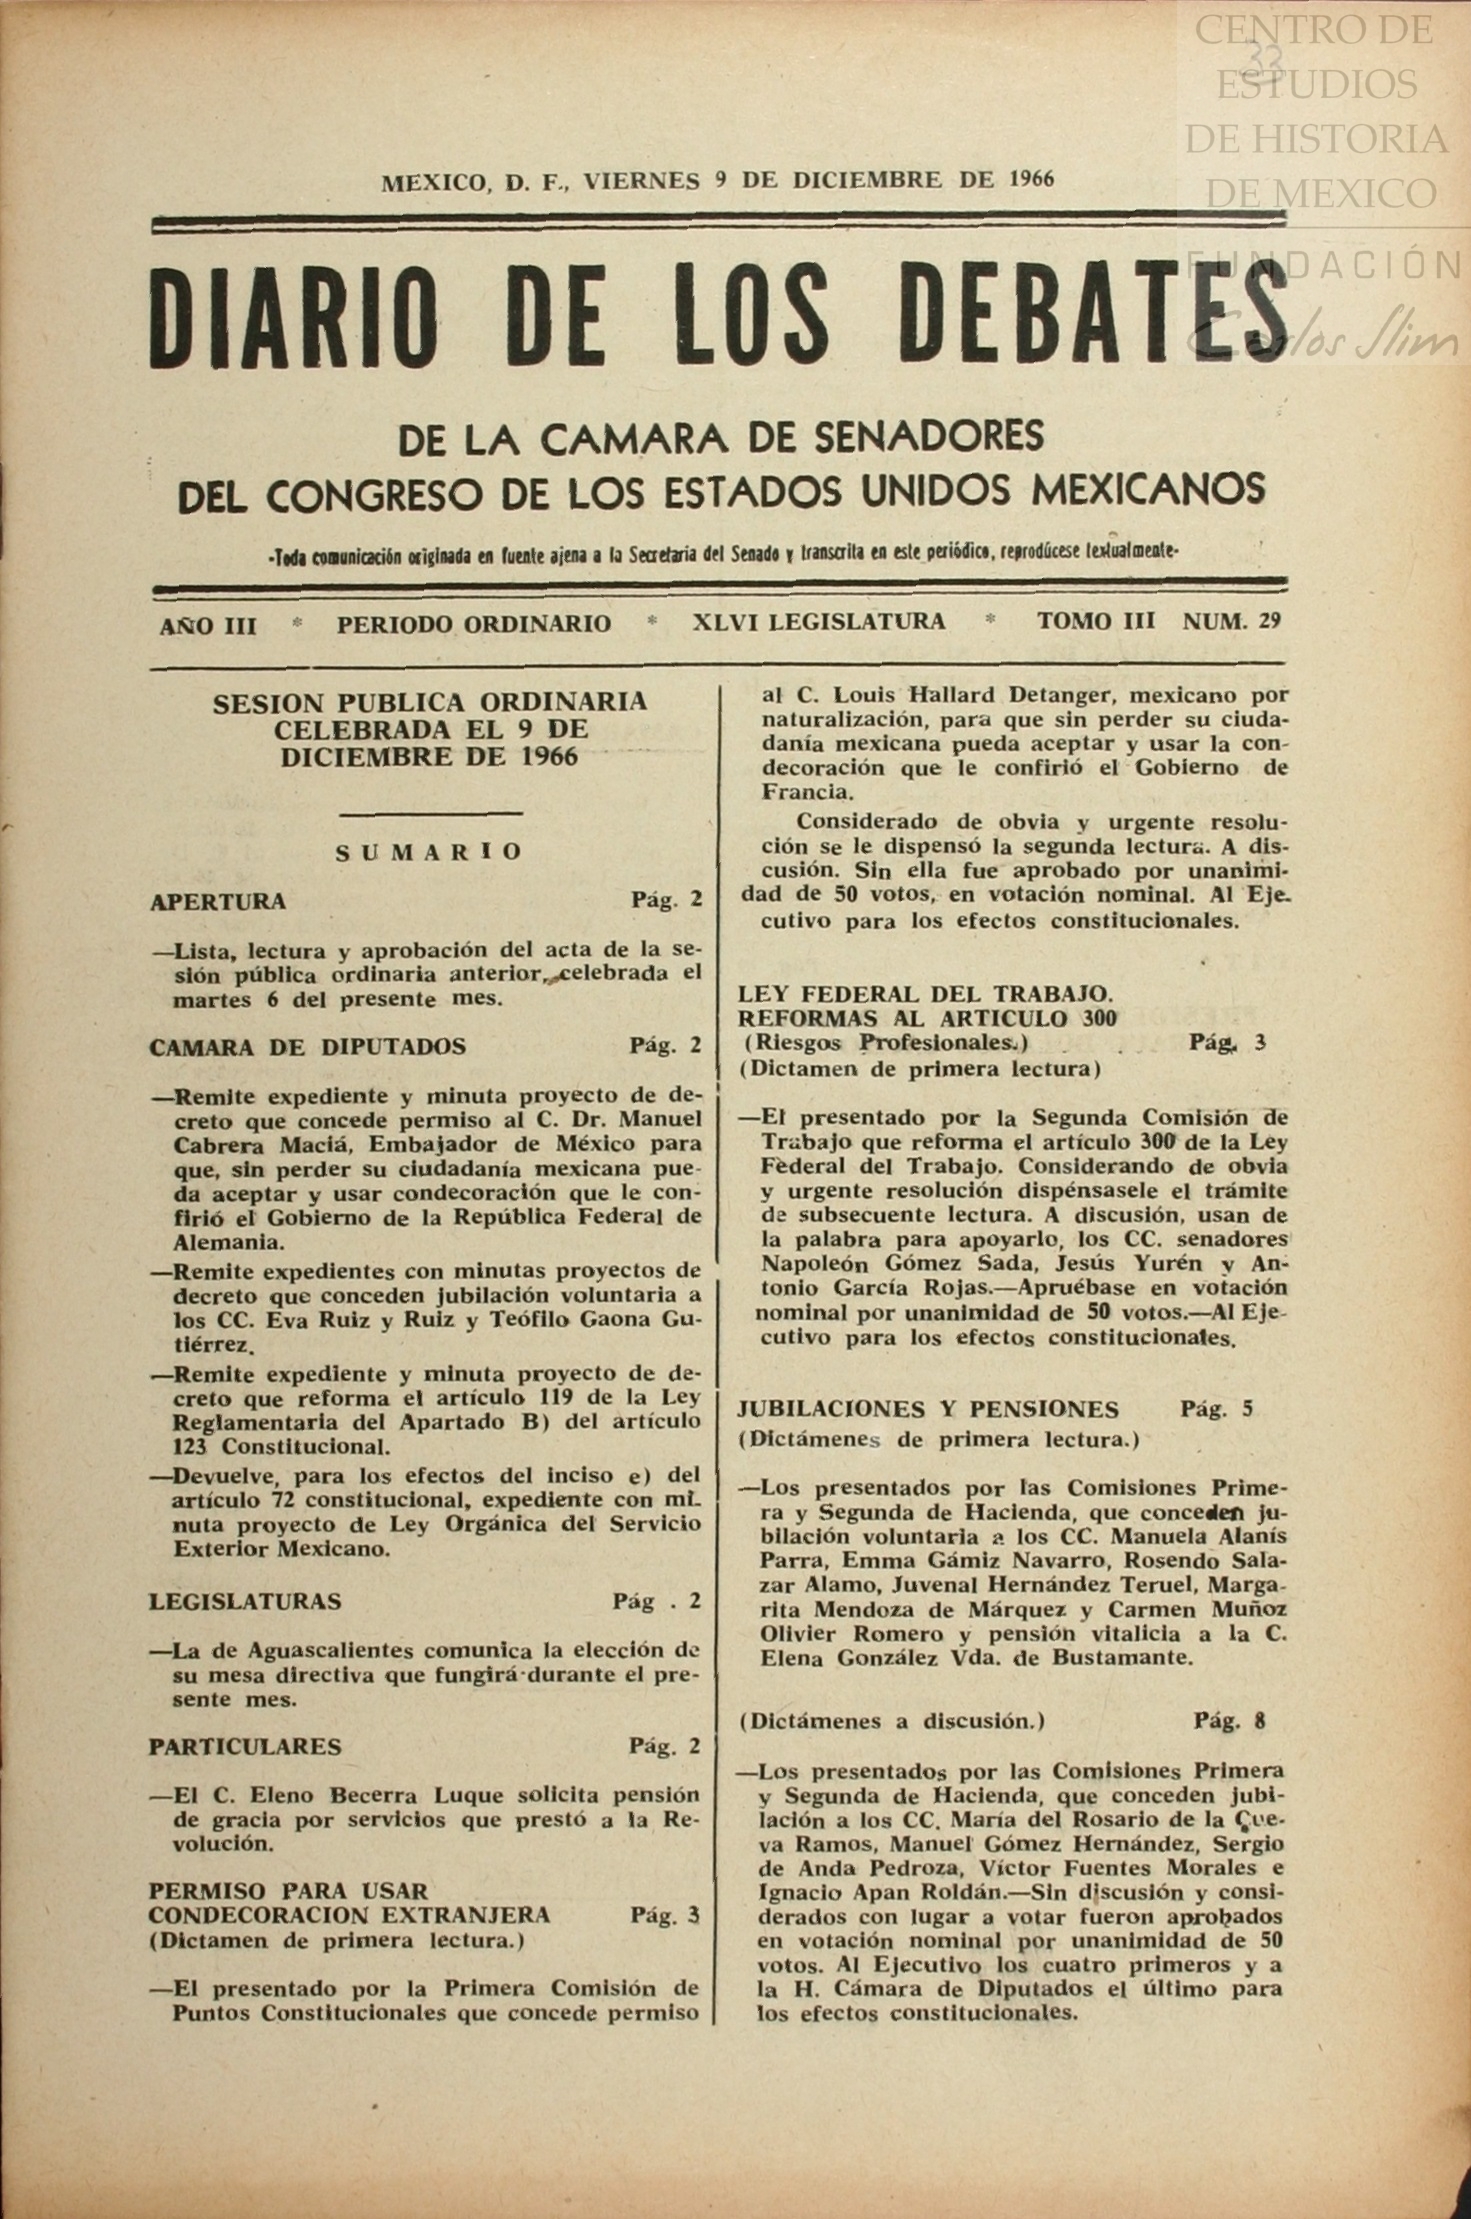 CENTRO DE
ESTUDIOS
DE HISTORIA
DE MEXICO
FUNDACIÓN
Carlos Slim
33
MEXICO, D. F., VIERNES 9 DE DICIEMBRE DE 1966
DIARIO DE LOS DEBATES
DE LA CAMARA DE SENADORES
DEL CONGRESO DE LOS ESTADOS UNIDOS MEXICANOS
-Toda comunicación originada en fuente ajena a la Secretaria del Senado y transcrita en este periódico, reprodúcese textualmente-
AÑO III * PERIODO ORDINARIO * XLVI LEGISLATURA * TOMO III NUM. 29
SESION PUBLICA ORDINARIA
CELEBRADA EL 9 DE
DICIEMBRE DE 1966
SUMARIO
APERTURA Pág. 2
—Lista, lectura y aprobación del acta de la se-
sión pública ordinaria anterior, celebrada el
martes 6 del presente mes.
CAMARA DE DIPUTADOS Pág. 2
—Remite expediente y minuta proyecto de de-
creto que concede permiso al C. Dr. Manuel
Cabrera Maciá, Embajador de México para
que, sin perder su ciudadanía mexicana pue-
da aceptar y usar condecoración que le con-
firió el Gobierno de la República Federal de
Alemania.
—Remite expedientes con minutas proyectos de
decreto que conceden jubilación voluntaria a
los CC. Eva Ruiz y Ruiz y Teófilo Gaona Gu-
tiérrez.
—Remite expediente y minuta proyecto de de-
creto que reforma el artículo 119 de la Ley
Reglamentaria del Apartado B) del artículo
123 Constitucional.
—Devuelve, para los efectos del inciso e) del
artículo 72 constitucional, expediente con mi-
nuta proyecto de Ley Orgánica del Servicio
Exterior Mexicano.
LEGISLATURAS Pág . 2
—La de Aguascalientes comunica la elección de
su mesa directiva que fungirá durante el pre-
sente mes.
PARTICULARES Pág. 2
—El C. Eleno Becerra Luque solicita pensión
de gracia por servicios que prestó a la Re-
volución.
PERMISO PARA USAR
CONDECORACION EXTRANJERA Pág. 3
(Dictamen de primera lectura.)
—El presentado por la Primera Comisión de
Puntos Constitucionales que concede permiso
al C. Louis Hallard Detanger, mexicano por
naturalización, para que sin perder su ciuda-
danía mexicana pueda aceptar y usar la con-
decoración que le confirió el Gobierno de
Francia.
Considerado de obvia y urgente resolu-
ción se le dispensó la segunda lectura. A dis-
cusión. Sin ella fue aprobado por unanimi-
dad de 50 votos, en votación nominal. Al Eje-
cutivo para los efectos constitucionales.
LEY FEDERAL DEL TRABAJO.
REFORMAS AL ARTICULO 300
(Riesgos Profesionales.) Pág. 3
(Dictamen de primera lectura)
—El presentado por la Segunda Comisión de
Trabajo que reforma el artículo 300 de la Ley
Federal del Trabajo. Considerando de obvia
y urgente resolución dispénsasele el trámite
de subsecuente lectura. A discusión, usan de
la palabra para apoyarlo, los CC. senadores
Napoleón Gómez Sada, Jesús Yurén y An-
tonio García Rojas.—Apruébase en votación
nominal por unanimidad de 50 votos.—Al Eje-
cutivo para los efectos constitucionales.
JUBILACIONES Y PENSIONES Pág. 5
(Dictámenes de primera lectura.)
—Los presentados por las Comisiones Prime-
ra y Segunda de Hacienda, que conceden ju-
bilación voluntaria a los CC. Manuela Alanís
Parra, Emma Gámiz Navarro, Rosendo Sala-
zar Alamo, Juvenal Hernández Teruel, Marga-
rita Mendoza de Márquez y Carmen Muñoz
Olivier Romero y pensión vitalicia a la C.
Elena González Vda. de Bustamante.
(Dictámenes a discusión.) Pág. 8
—Los presentados por las Comisiones Primera
y Segunda de Hacienda, que conceden jubi-
lación a los CC. María del Rosario de la Cue-
va Ramos, Manuel Gómez Hernández, Sergio
de Anda Pedroza, Víctor Fuentes Morales e
Ignacio Apan Roldán.—Sin discusión y consi-
derados con lugar a votar fueron aprobados
en votación nominal por unanimidad de 50
votos. Al Ejecutivo los cuatro primeros y a
la H. Cámara de Diputados el último para
los efectos constitucionales.